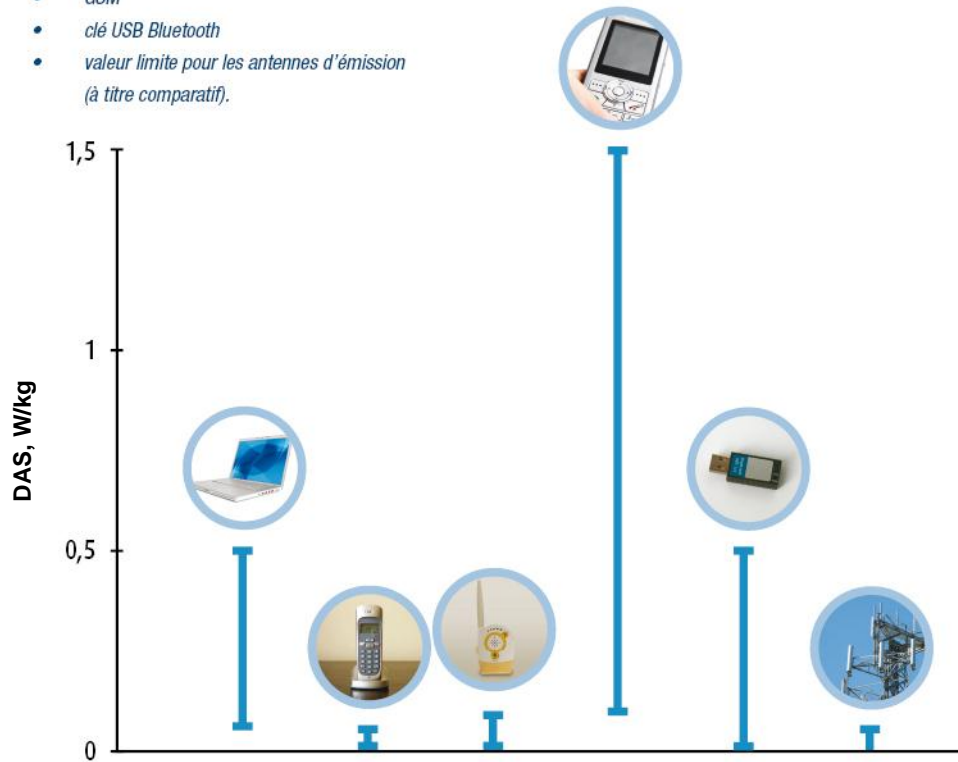 clé USB Bluetooth
valeur limite pour les antennes d'émission
(à titre comparatif).
1,5
1
DAS, W/kg
0,5
0